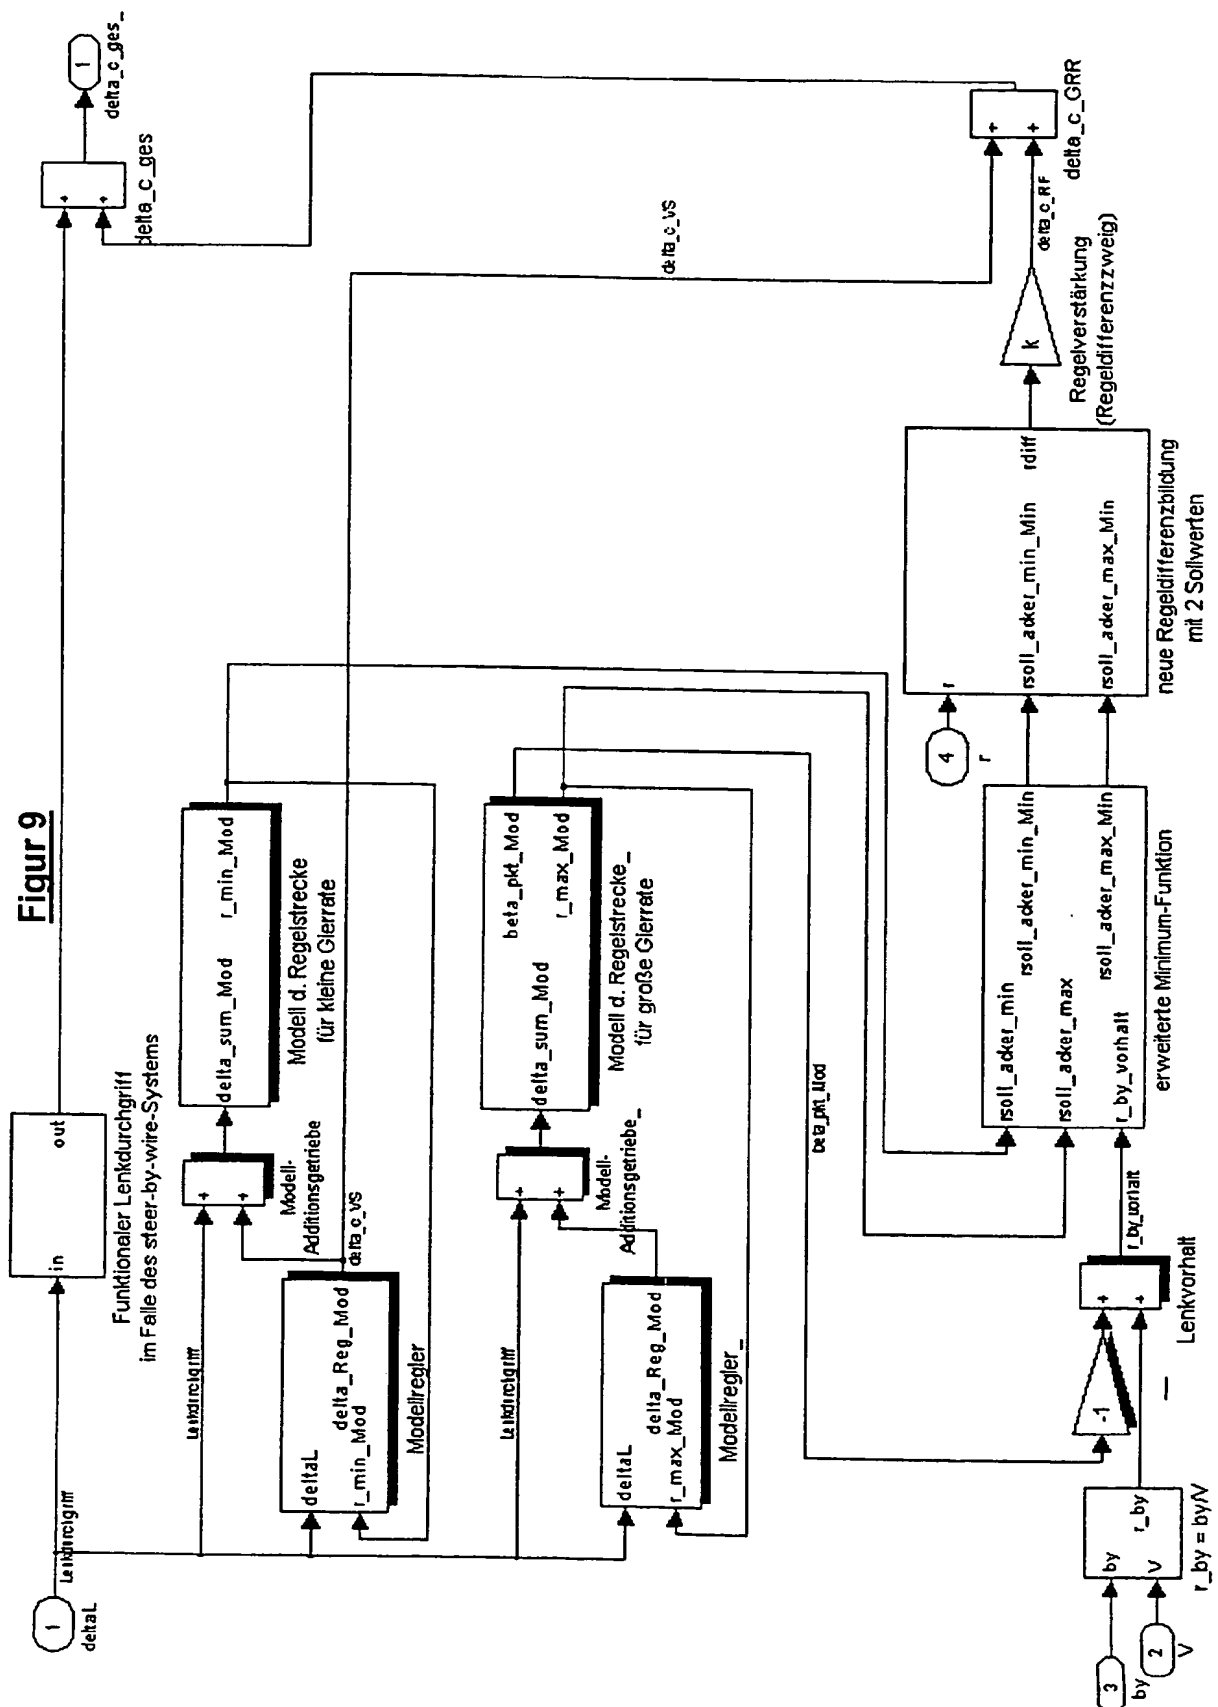 Figur 9
1
deltaL
Lenkdurchgriff
in
out
Funktionaler Lenkdurchgriff
im Falle des steer-by-wire-Systems
+
+
delta_c_ges
1
delta_c_ges_
Lenkdurchgriff
deltaL
delta_Reg_Mod
r_min_Mod
Modellregler
delta_c_VS
+
+
Modell-
Additionsgetriebe
delta_sum_Mod
r_min_Mod
Modell d. Regelstrecke
für kleine Gierrate
Lenkdurchgriff
deltaL
delta_Reg_Mod
r_max_Mod
Modellregler_
+
+
Modell-
Additionsgetriebe_
delta_sum_Mod
beta_pkt_Mod
r_max_Mod
Modell d. Regelstrecke_
für große Gierrate
beta_pkt_Mod
delta_c_VS
3
by
2
V
by
V
r_by
r_by = by/V
-1
+
+
Lenkvorhalt
r_by_vorhalt
rsoll_acker_min
rsoll_acker_max
r_by_vorhalt
rsoll_acker_min_Min
rsoll_acker_max_Min
erweiterte Minimum-Funktion
4
r
r
rsoll_acker_min_Min
rsoll_acker_max_Min
rdiff
neue Regeldifferenzbildung
mit 2 Sollwerten
k
Regelverstärkung
(Regeldifferenzzweig)
delta_c_RF
+
+
delta_c_GRR